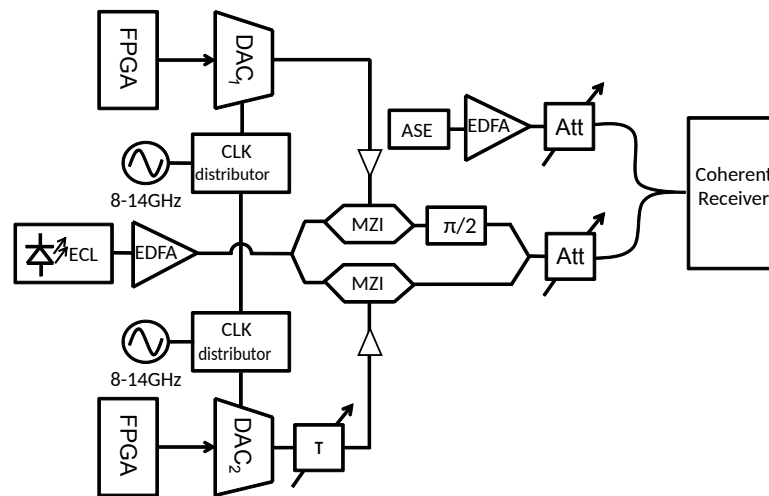 FPGA
DAC1
CLK
distributor
8-14GHz
ASE
EDFA
Att
Coherent
Receiver
MZI
π/2
ECL
EDFA
MZI
Att
CLK
distributor
8-14GHz
FPGA
DAC2
τ